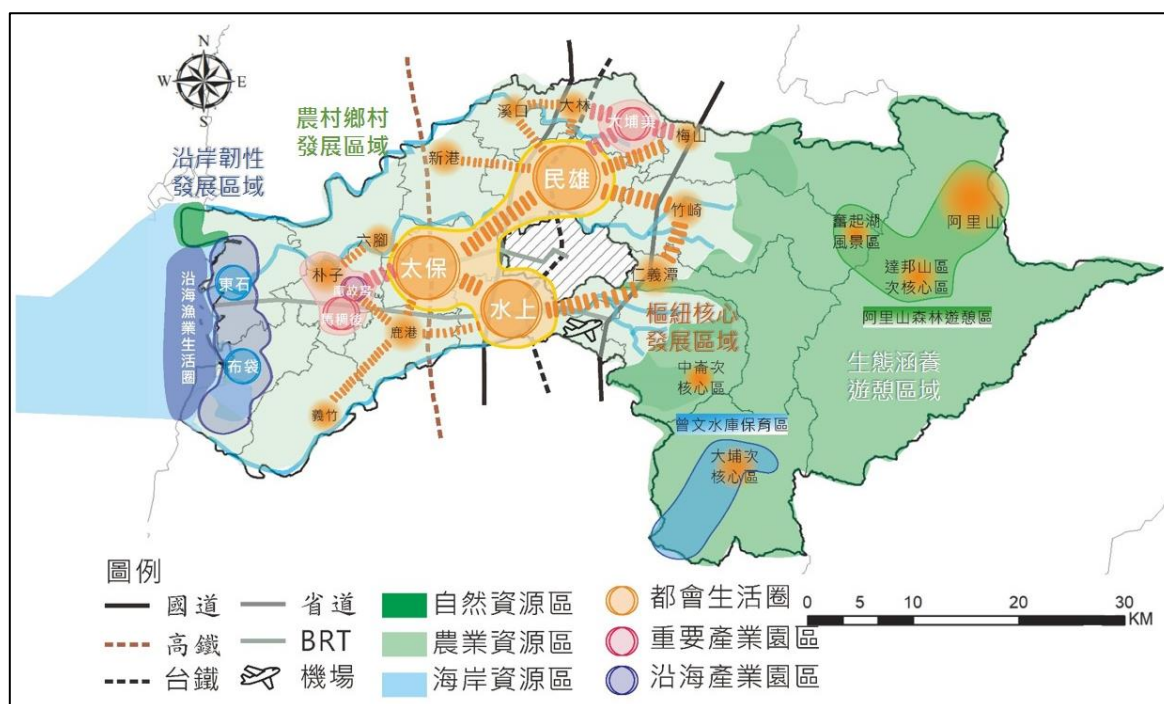 N
W
E
S
農村鄉村
發展區域
沿岸韌性
發展區域
溪口
大林
大埔美
梅山
新港
民雄
竹崎
六腳
朴子
太保
故宮
馬稠後
水上
仁義潭
鹿港
義竹
東石
布袋
沿海漁業生活圈
樞紐核心
發展區域
中崙次
核心區
奮起湖
風景區
阿里山
達邦山區
次核心區
阿里山森林遊憩區
生態涵養
遊憩區域
曾文水庫保育區
大埔次
核心區
圖例
國道
省道
自然資源區
都會生活圈
高鐵
BRT
農業資源區
重要產業園區
台鐵
機場
海岸資源區
沿海產業園區
0
5
10
20
30
KM